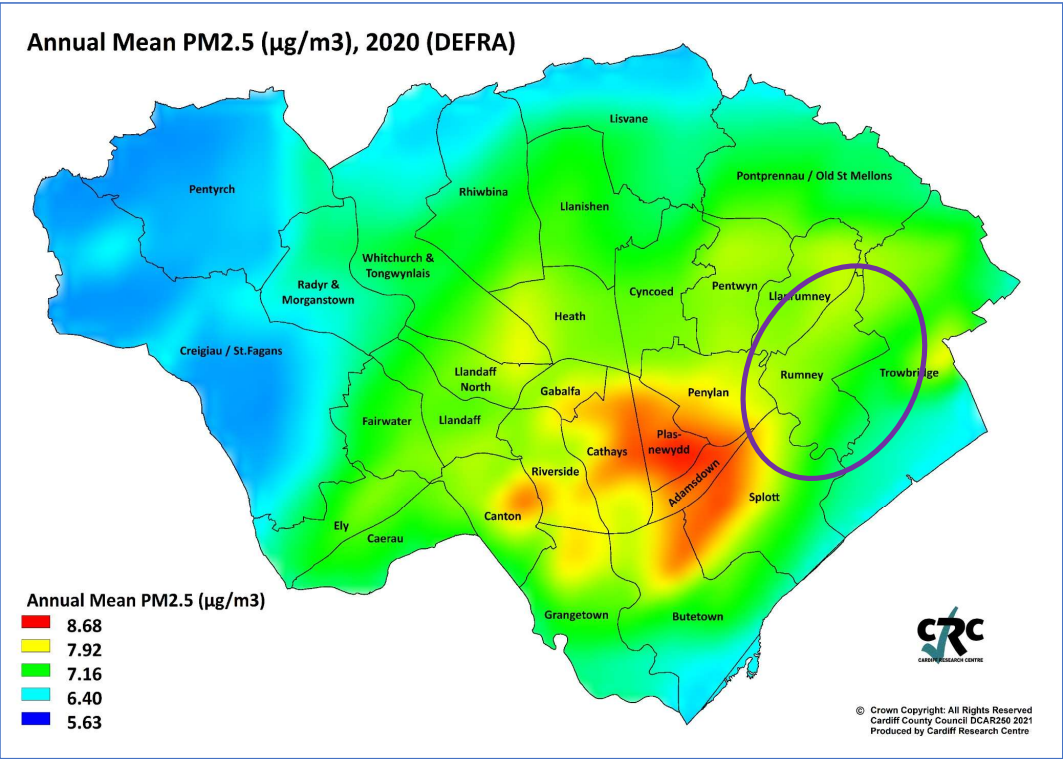 Annual Mean PM2.5 (µg/m3), 2020 (DEFRA)
Lisvane
Pontprennau / Old St Mellons
Pentyrch
Rhiwbina
Llanishen
Whitchurch &
Tongwynlais
Radyr &
Morganstown
Cyncoed
Pentwyn
Llanrumney
Heath
Creigiau / St.Fagans
Llandaff
North
Gabalfa
Penylan
Rumney
Trowbridge
Fairwater
Llandaff
Cathays
Plas-
newydd
Riverside
Adamsdown
Splott
Canton
Ely
Caerau
Grangetown
Butetown
Annual Mean PM2.5 (µg/m3)
8.68
7.92
7.16
6.40
5.63
CRC
CARDIFF RESEARCH CENTRE
© Crown Copyright: All Rights Reserved
Cardiff County Council DCAR250 2021
Produced by Cardiff Research Centre